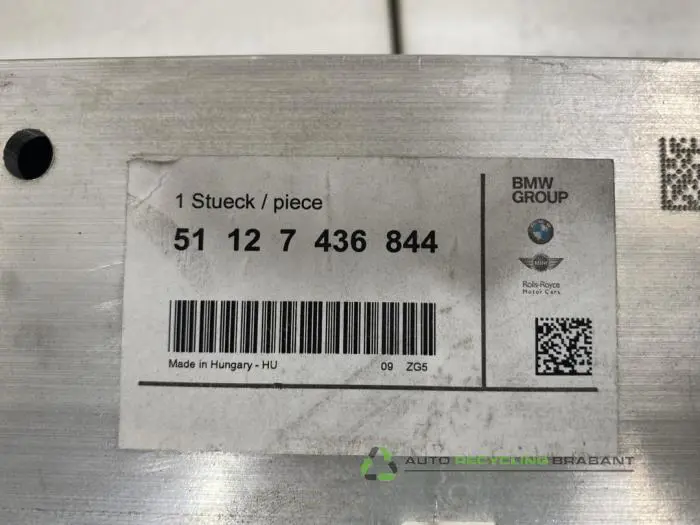 1 Stueck / piece
51 12 7 436 844
Made in Hungary - HU 09 ZG5
BMW
GROUP
MINI
Rolls-Royce
Motor Cars
AUTO RECYCLING BRABANT